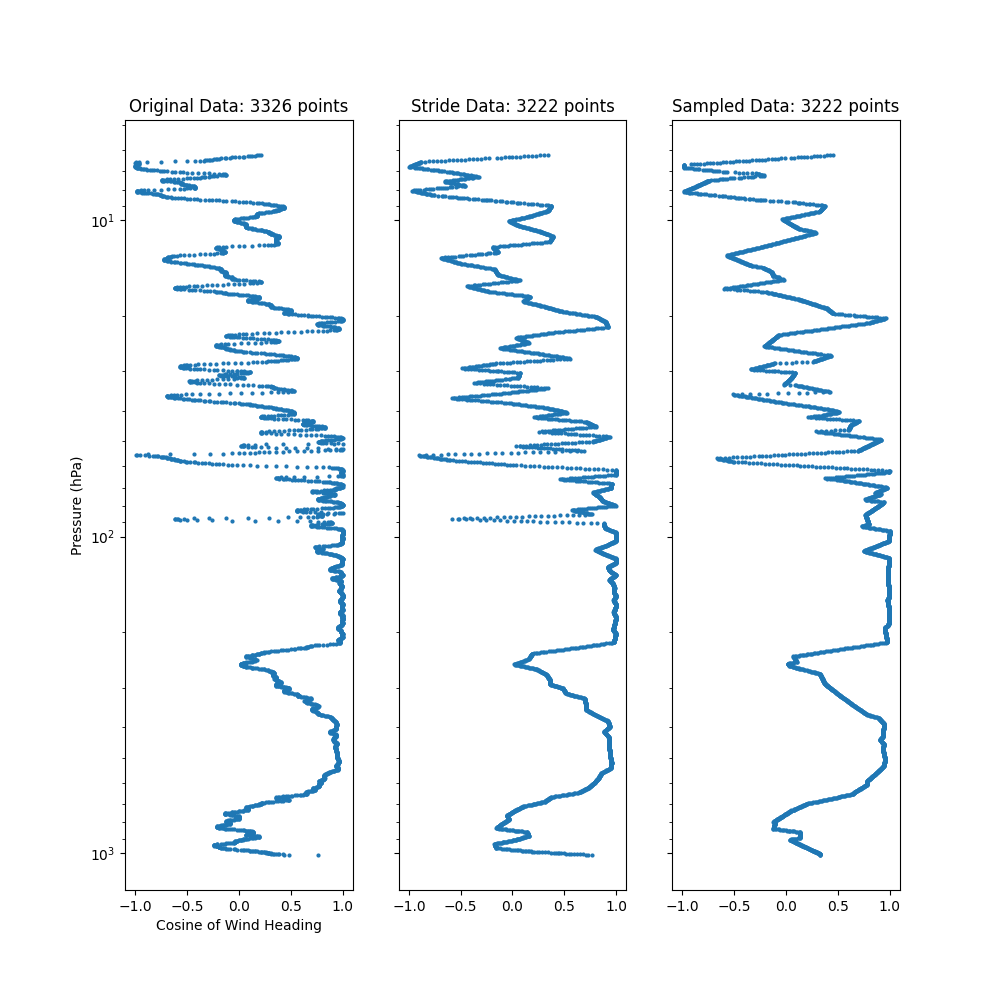 Original Data: 3326 points
Stride Data: 3222 points
Sampled Data: 3222 points
Pressure (hPa)
10¹
10²
10³
−1.0 −0.5 0.0 0.5 1.0
−1.0 −0.5 0.0 0.5 1.0
−1.0 −0.5 0.0 0.5 1.0
Cosine of Wind Heading